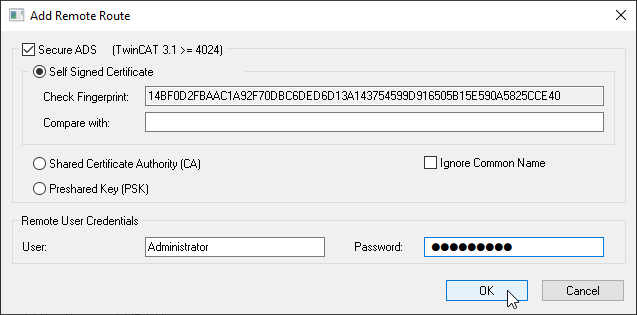 Add Remote Route
Secure ADS (TwinCAT 3.1 >= 4024)
Self Signed Certificate
Check Fingerprint: 14BF0D2FBAAC1A92F70DBC6DED6D13A143754599D916505B15E590A5825CCE40
Compare with:
Shared Certificate Authority (CA) Ignore Common Name
Preshared Key (PSK)
Remote User Credentials
User: Administrator Password: ●●●●●●●●●
OK Cancel